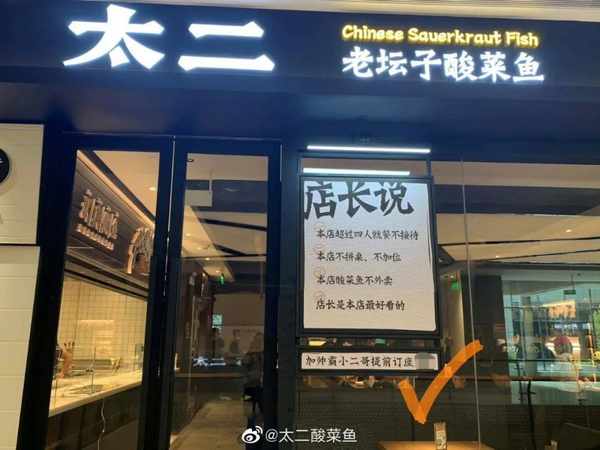 太二
Chinese Sauerkraut Fish
老坛子酸菜鱼
店长说
本店超过四人就餐不接待
本店不拼桌、不加位
本店酸菜鱼不外卖
店长是本店最好看的
加帅霸小二哥提前订座
太二
@太二酸菜鱼